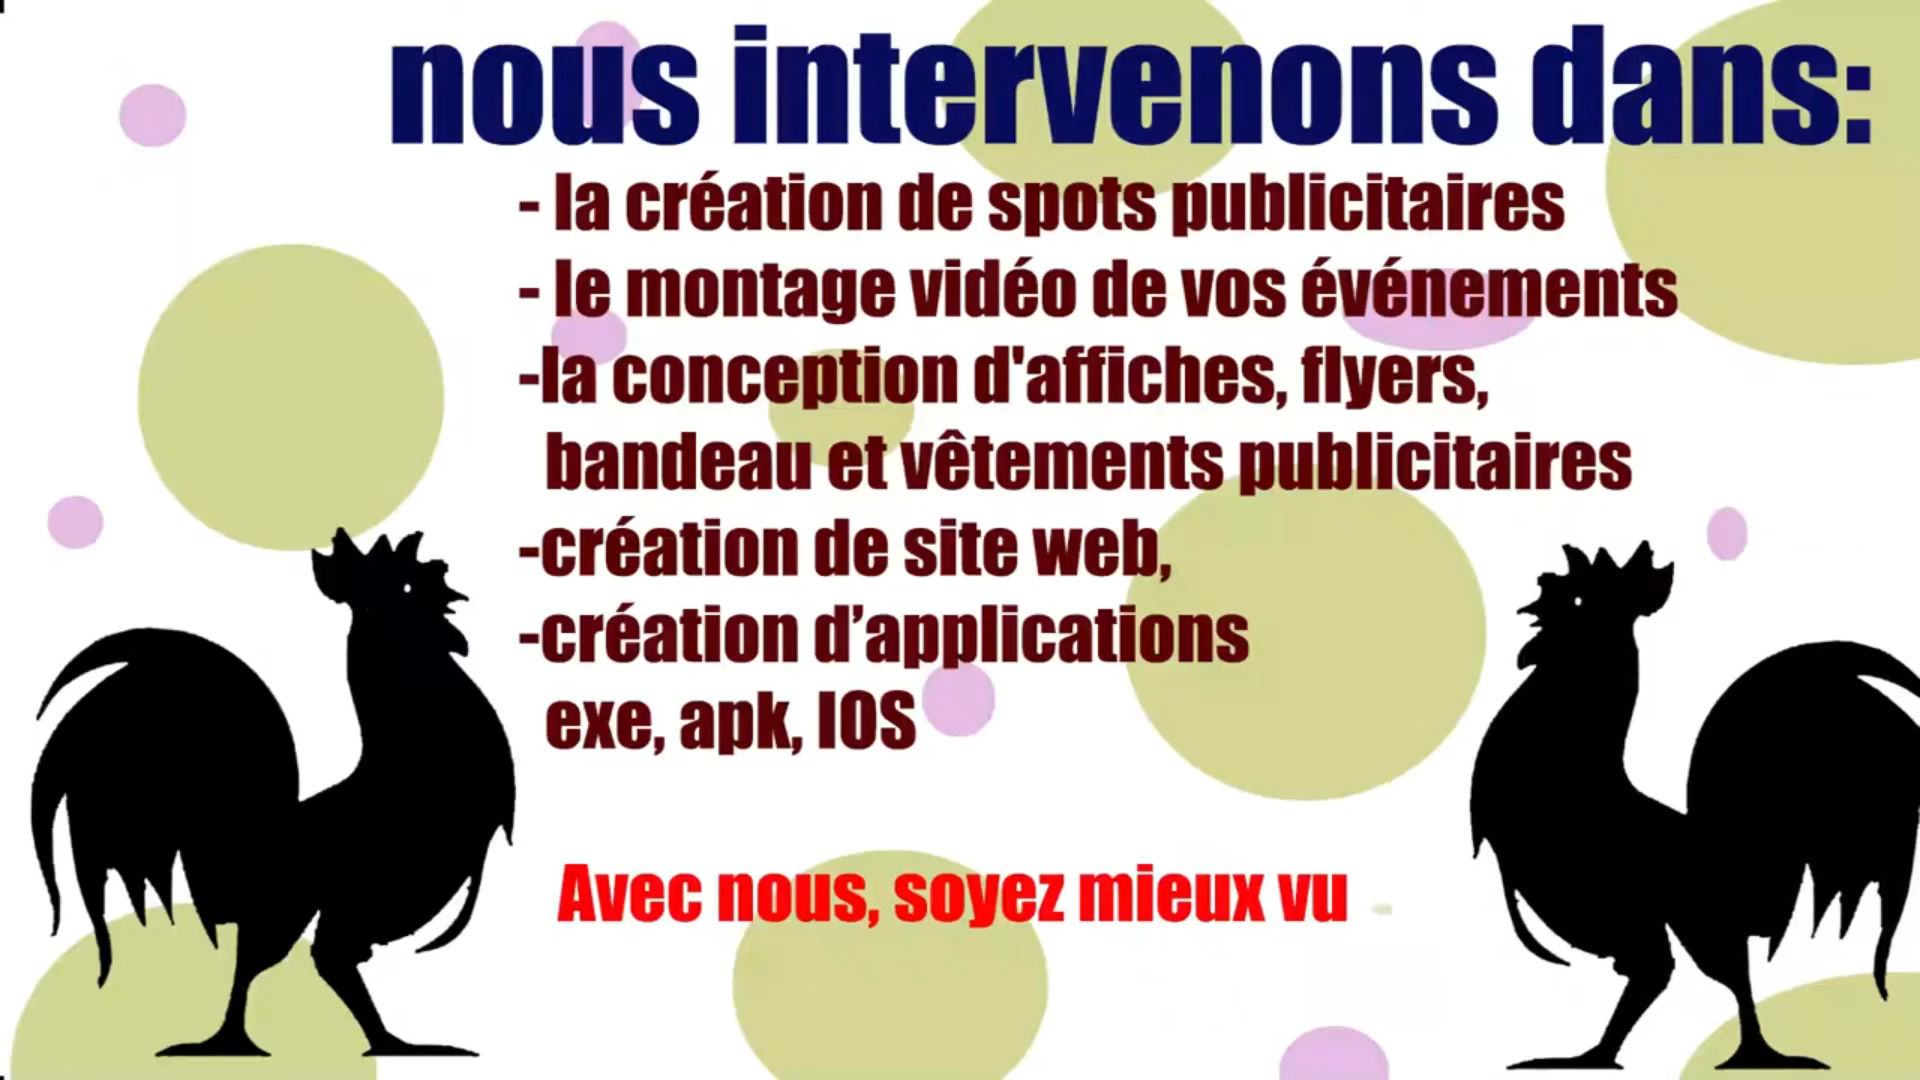 nous intervenons dans:
- la création de spots publicitaires
- le montage vidéo de vos événements
-la conception d'affiches, flyers,
bandeau et vêtements publicitaires
-création de site web,
-création d’applications
exe, apk, IOS
Avec nous, soyez mieux vu